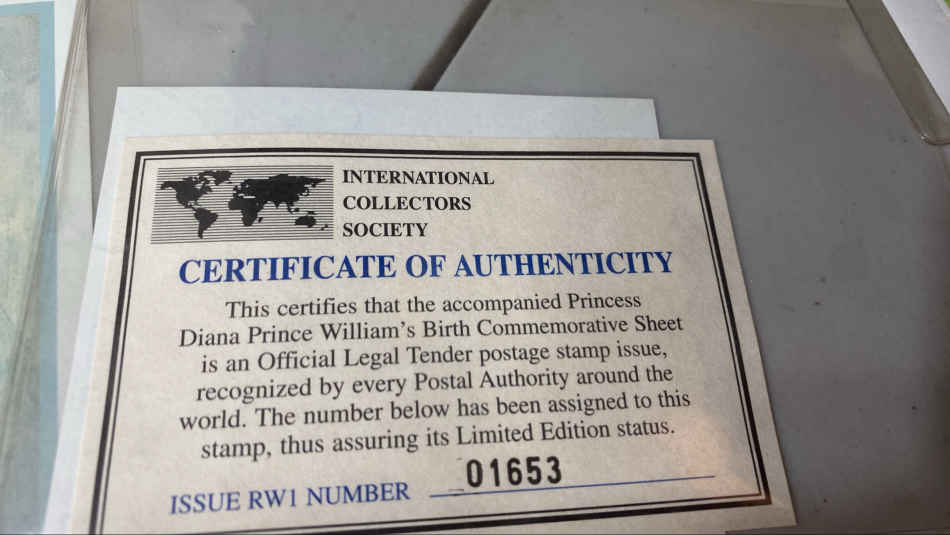 INTERNATIONAL
COLLECTORS
SOCIETY
CERTIFICATE OF AUTHENTICITY
This certifies that the accompanied Princess
Diana Prince William's Birth Commemorative Sheet
is an Official Legal Tender postage stamp issue,
recognized by every Postal Authority around the
world. The number below has been assigned to this
stamp, thus assuring its Limited Edition status.
ISSUE RW1 NUMBER 01653